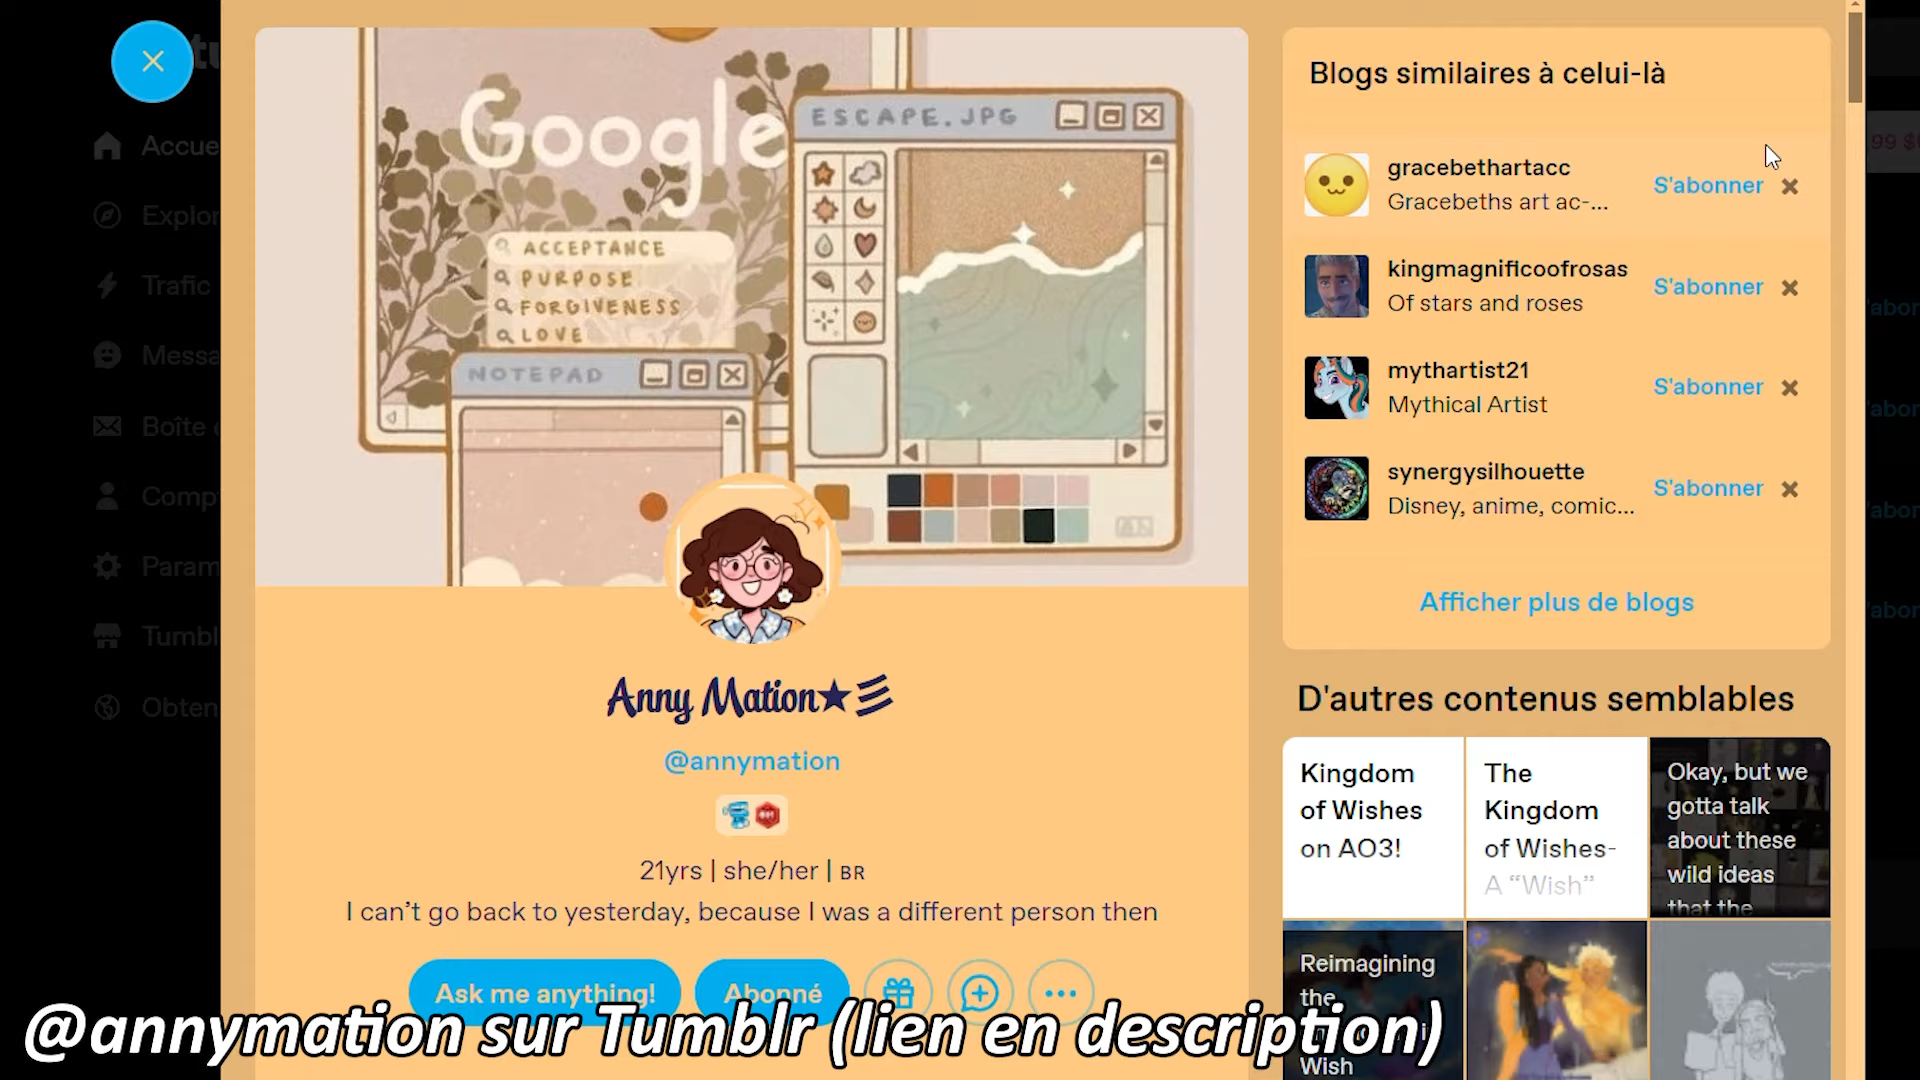 Accue
Explor
Trafic
Messa
Boîte
Comp
Param
Tumbl
Obten
Google
ACCEPTANCE
PURPOSE
FORGIVENESS
LOVE
NOTEPAD
ESCAPE.JPG
Anny Mation★彡
@annymation
21yrs | she/her | BR
I can't go back to yesterday, because I was a different person then
Ask me anything!
Abonné
Blogs similaires à celui-là
gracebethartacc
Gracebeths art ac-...
S'abonner
kingmagnificoofrosas
Of stars and roses
S'abonner
mythartist21
Mythical Artist
S'abonner
synergysilhouette
Disney, anime, comic...
S'abonner
Afficher plus de blogs
D'autres contenus semblables
Kingdom
of Wishes
on AO3!
The
Kingdom
of Wishes-
A “Wish”
Okay, but we
gotta talk
about these
wild ideas
that the
Reimagining
the
Wish
99 $
@annymation sur Tumblr (lien en description)